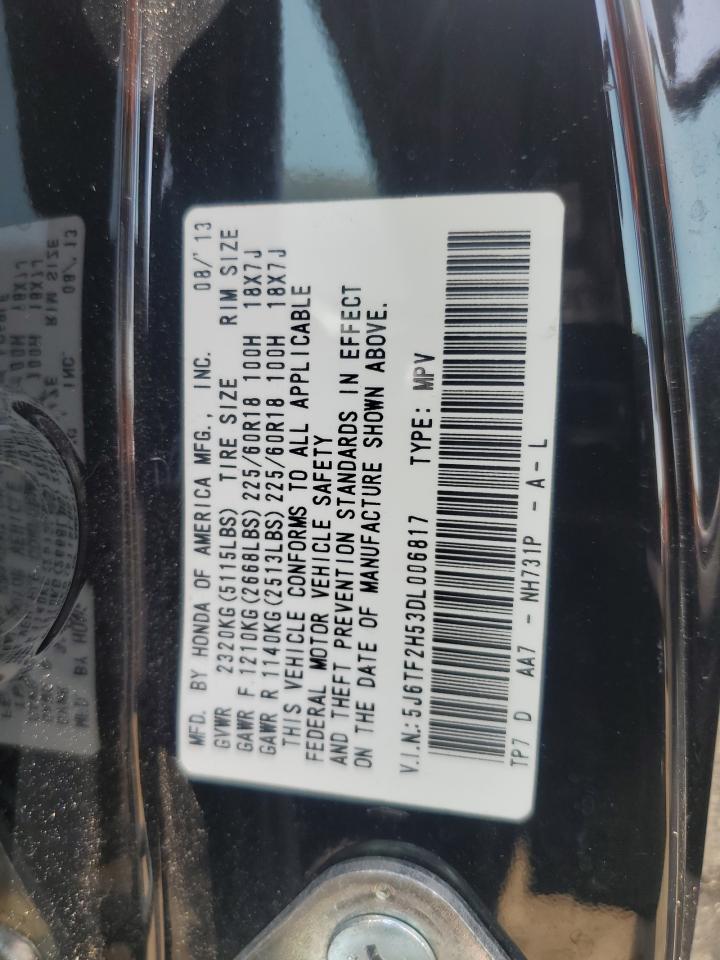 MFD. BY HONDA OF AMERICA MFG., INC. 08/'13
GVWR 2320KG(5115LBS) TIRE SIZE RIM SIZE
GAWR F 1210KG(2668LBS) 225/60R18 100H 18X7J
GAWR R 1140KG(2513LBS) 225/60R18 100H 18X7J
THIS VEHICLE CONFORMS TO ALL APPLICABLE
FEDERAL MOTOR VEHICLE SAFETY
AND THEFT PREVENTION STANDARDS IN EFFECT
ON THE DATE OF MANUFACTURE SHOWN ABOVE.
V.I.N.: 5J6TF2H53DL006817 TYPE: MPV
TP7 D AA7 - NH731P - A - L